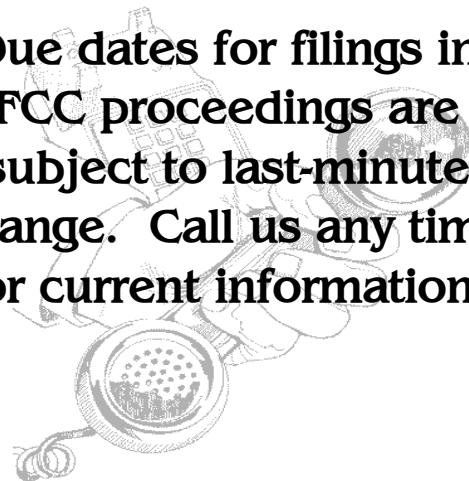 Due dates for filings in
FCC proceedings are
subject to last-minute
ange. Call us any tim
or current information